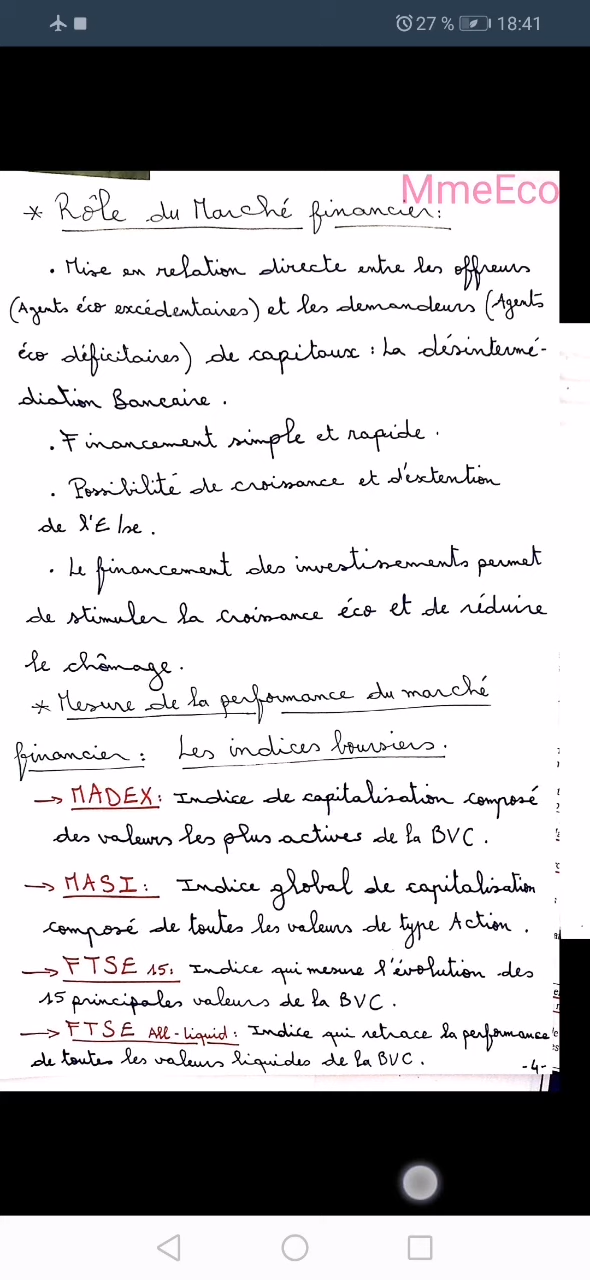 27 % 18:41
MmeEco
* Rôle du Marché financier:
. Mise en relation directe entre les offreurs
(Agents éco excédentaires) et les demandeurs (Agents
éco déficitaires) de capitaux : La désintermé-
diation Bancaire.
. Financement simple et rapide.
. Possibilité de croissance et d'extention
de l'E/se.
. Le financement des investissements permet
de stimuler la croissance éco et de réduire
le chômage.
* Mesure de la performance du marché
financier: Les indices boursiers.
→ MADEX: Indice de capitalisation composé
des valeurs les plus actives de la BVC.
→ MASI: Indice global de capitalisation
composé de toutes les valeurs de type Action.
→ FTSE 15: Indice qui mesure l'évolution des
15 principales valeurs de la BVC.
→ FTSE All-Liquid: Indice qui retrace la performance
de toutes les valeurs liquides de la BVC.
-4-